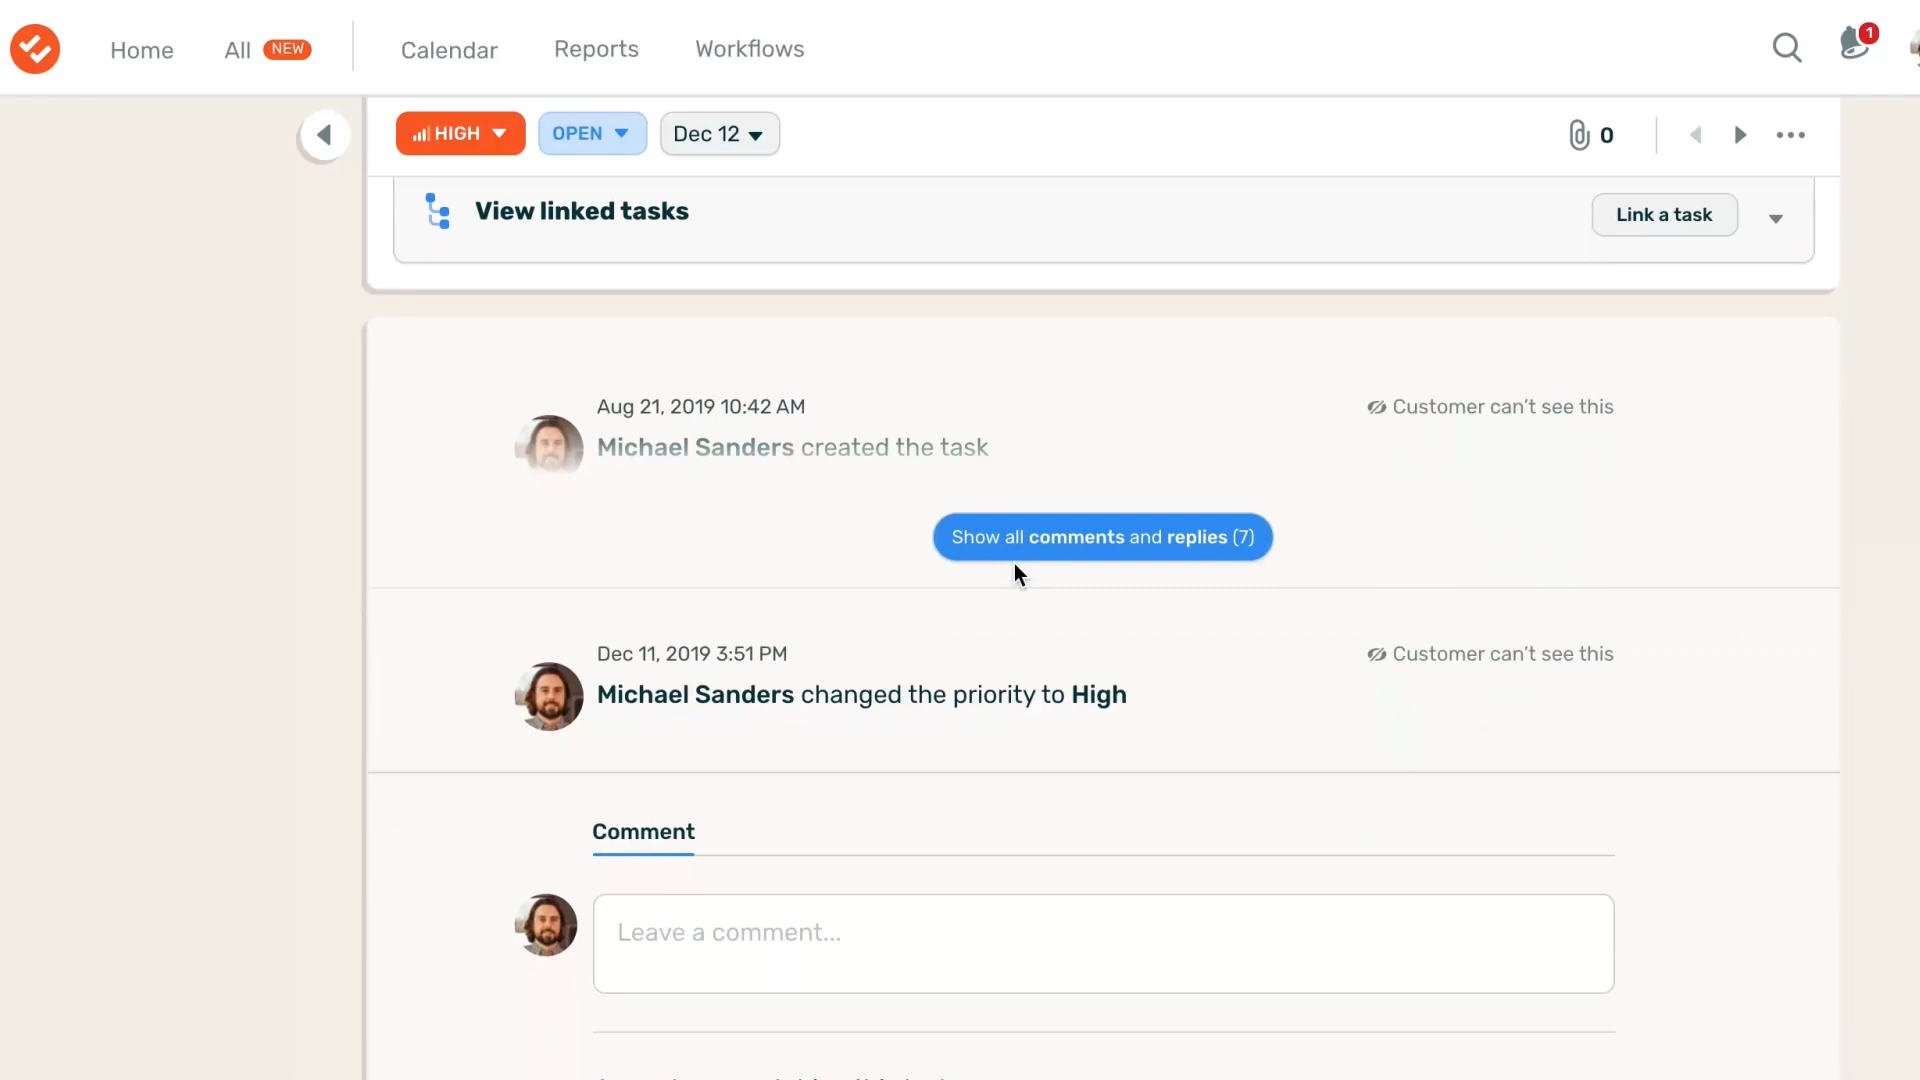 Home
All NEW
Calendar
Reports
Workflows
1
HIGH
OPEN
Dec 12
0
View linked tasks
Link a task
Aug 21, 2019 10:42 AM
Customer can't see this
Michael Sanders created the task
Show all comments and replies (7)
Dec 11, 2019 3:51 PM
Customer can't see this
Michael Sanders changed the priority to High
Comment
Leave a comment...